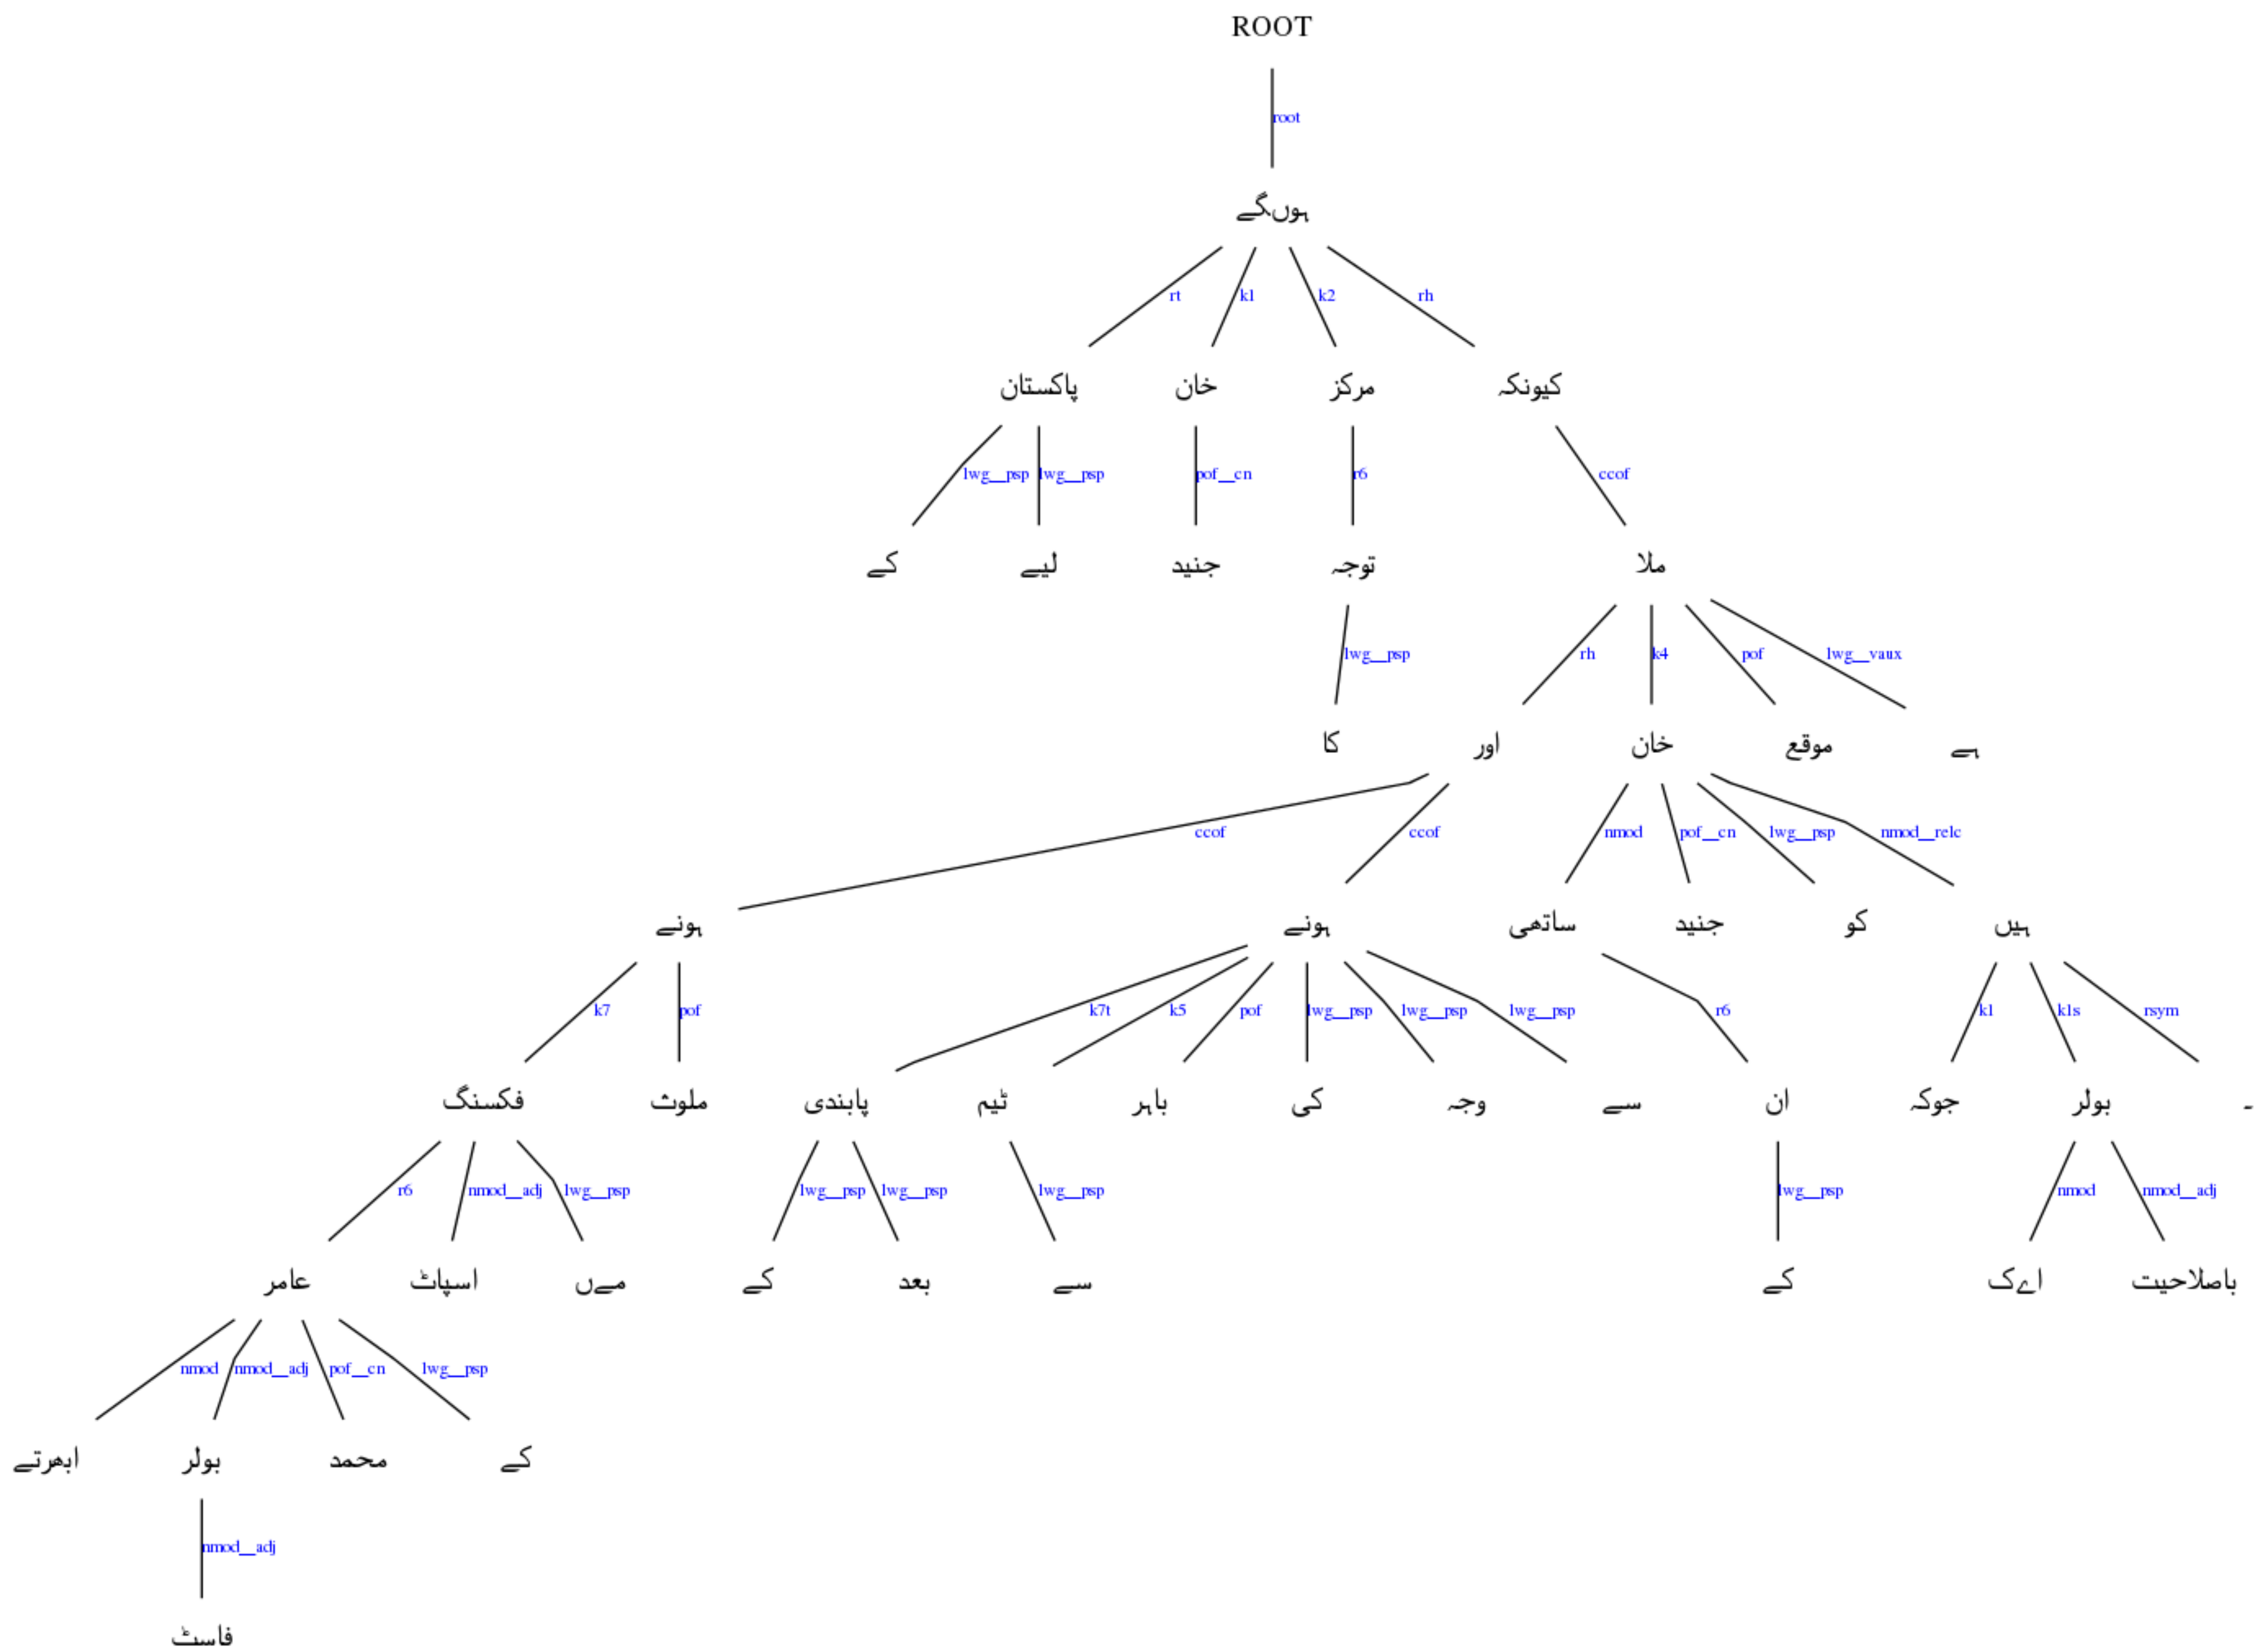 ROOT
root
ہوں‌گے
rt k1 k2 rh
پاکستان خان مرکز کیونکہ
lwg__psp lwg__psp pof__cn r6 ccof
کے لیے جنید توجہ ملا
lwg__psp rh k4 pof lwg__vaux
کا اور خان موقع ہے
ccof ccof nmod pof__cn lwg__psp nmod__relc
ہونے ہونے ساتھی جنید کو ہیں
k7 pof k7t k5 pof lwg__psp lwg__psp lwg__psp r6 k1 k1s rsym
فکسنگ ملوث پابندی ٹیم باہر کی وجہ سے ان جوکہ بولر ۔
r6 nmod__adj lwg__psp lwg__psp lwg__psp lwg__psp lwg__psp nmod nmod__adj
عامر اسپاٹ مےں کے بعد سے کے اےک باصلاحیت
nmod nmod__adj pof__cn lwg__psp
ابھرتے بولر محمد کے
nmod__adj
فاسٹ